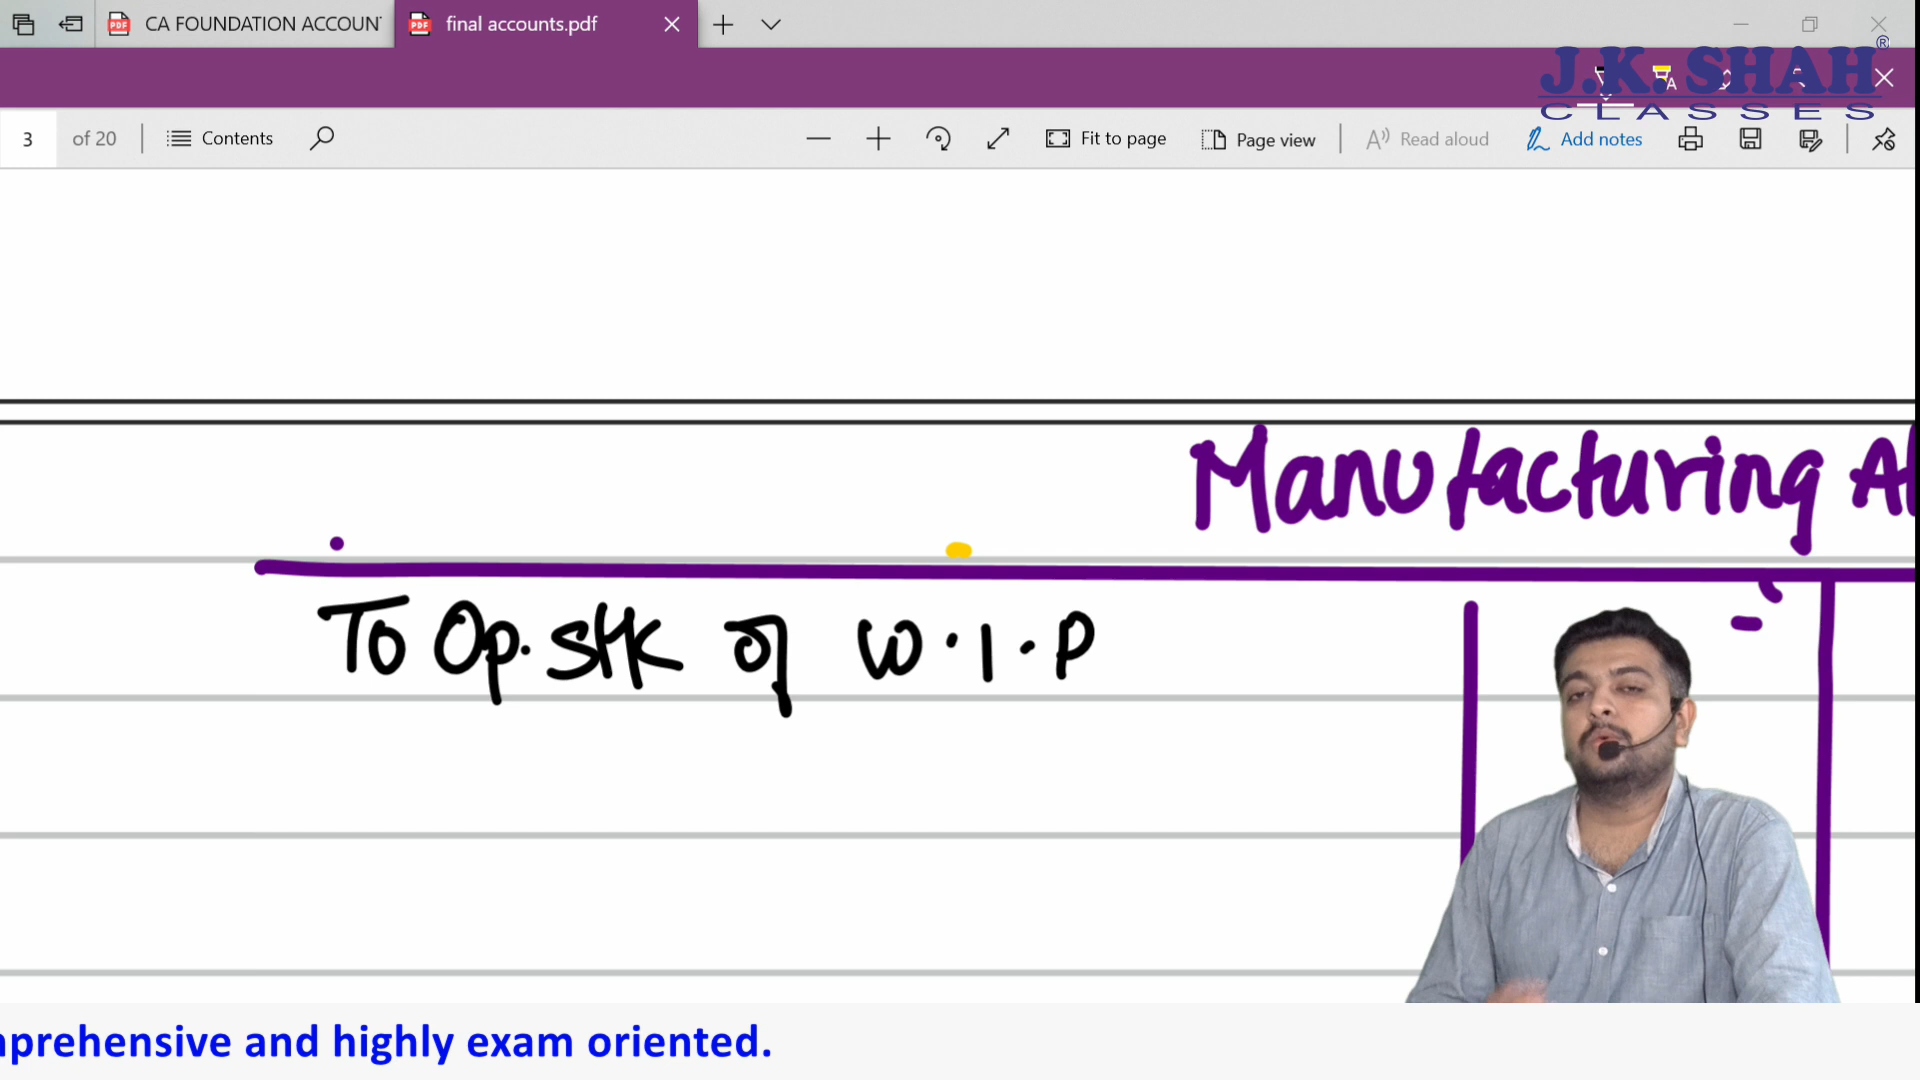 CA FOUNDATION ACCOUN
final accounts.pdf
J.K. SHAH®
CLASSES
3 of 20
Contents
Fit to page
Page view
Read aloud
Add notes
Manufacturing A
To Op. Stk of W.I.P
prehensive and highly exam oriented.